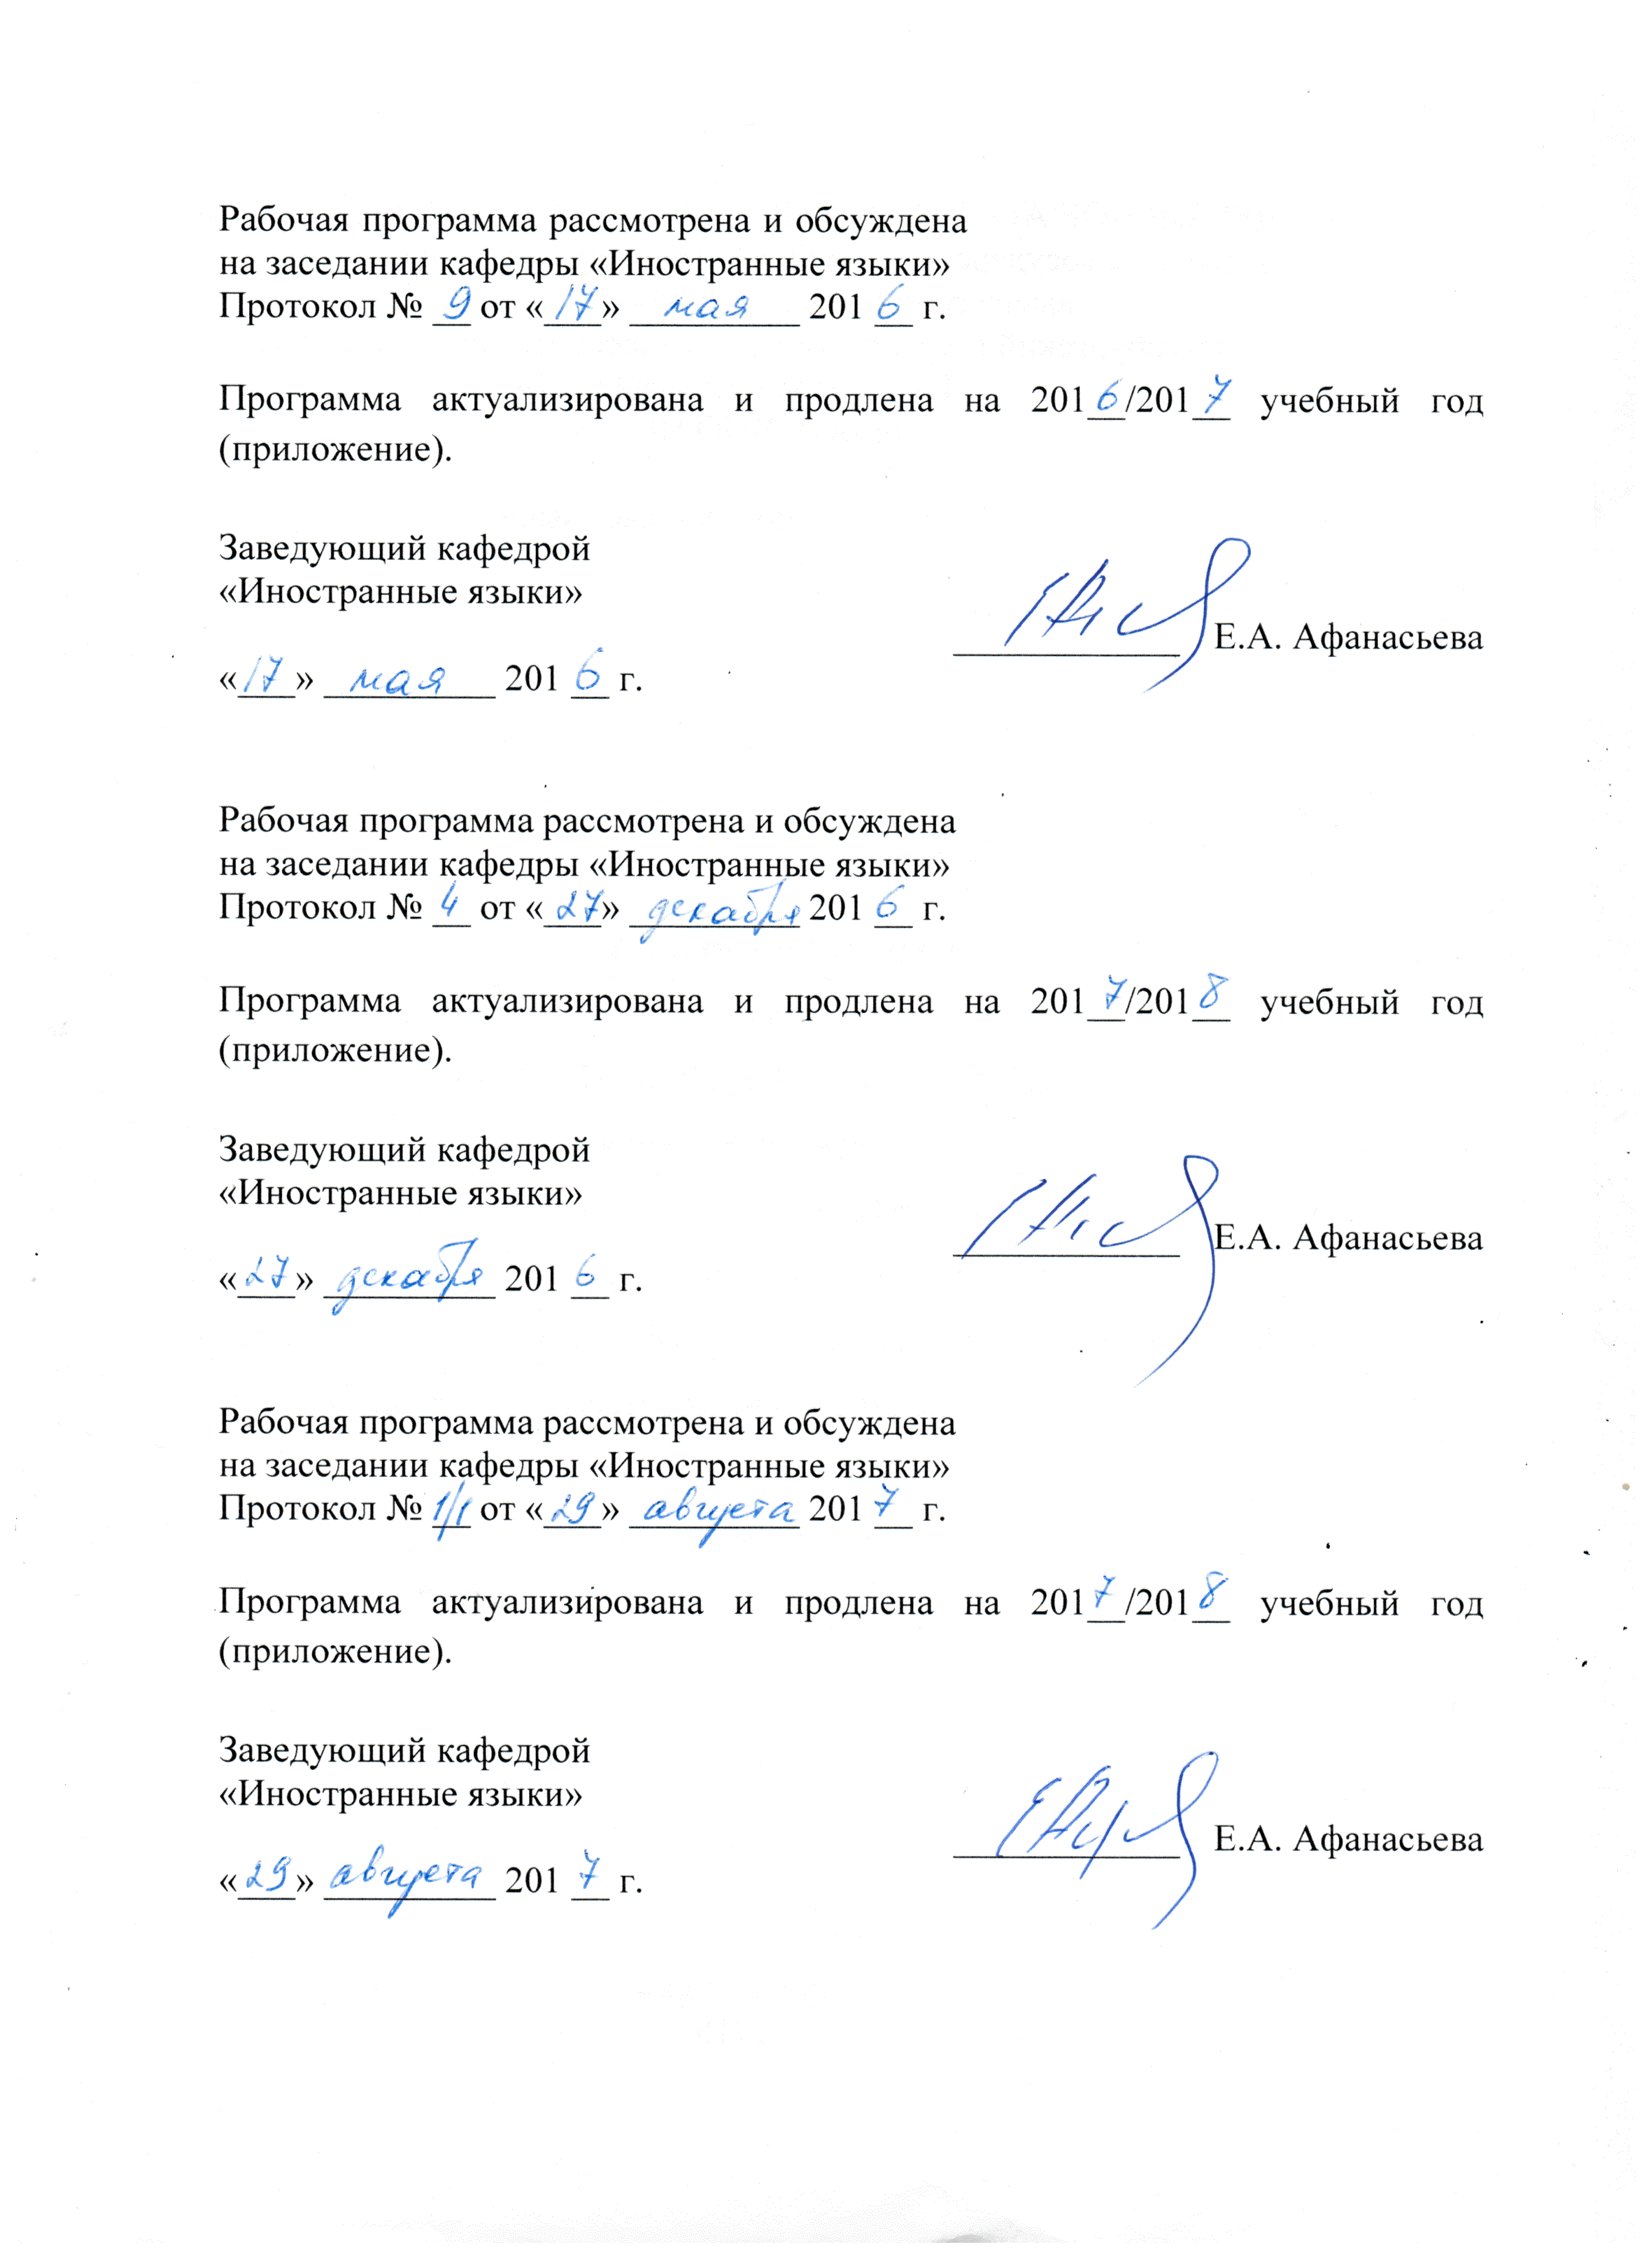 Рабочая программа рассмотрена и обсуждена
на заседании кафедры «Иностранные языки»
Протокол № 9 от «17» мая 2016 г.
Программа актуализирована и продлена на 2016/2017 учебный год
(приложение).
Заведующий кафедрой
«Иностранные языки»
Е.А. Афанасьева
«17» мая 2016 г.
Рабочая программа рассмотрена и обсуждена
на заседании кафедры «Иностранные языки»
Протокол № 4 от «27» декабря 2016 г.
Программа актуализирована и продлена на 2017/2018 учебный год
(приложение).
Заведующий кафедрой
«Иностранные языки»
Е.А. Афанасьева
«27» декабря 2016 г.
Рабочая программа рассмотрена и обсуждена
на заседании кафедры «Иностранные языки»
Протокол № 1/1 от «29» августа 2017 г.
Программа актуализирована и продлена на 2017/2018 учебный год
(приложение).
Заведующий кафедрой
«Иностранные языки»
Е.А. Афанасьева
«29» августа 2017 г.